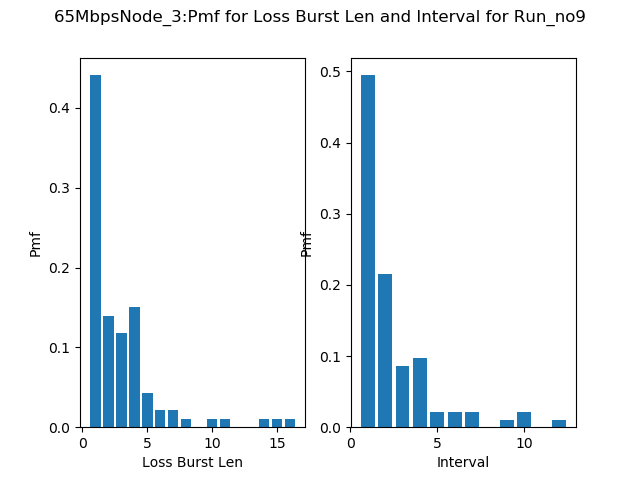 65MbpsNode_3:Pmf for Loss Burst Len and Interval for Run_no9
Pmf
0.4
0.3
0.2
0.1
0.0
0 5 10 15
Loss Burst Len
Pmf
0.5
0.4
0.3
0.2
0.1
0.0
0 5 10
Interval